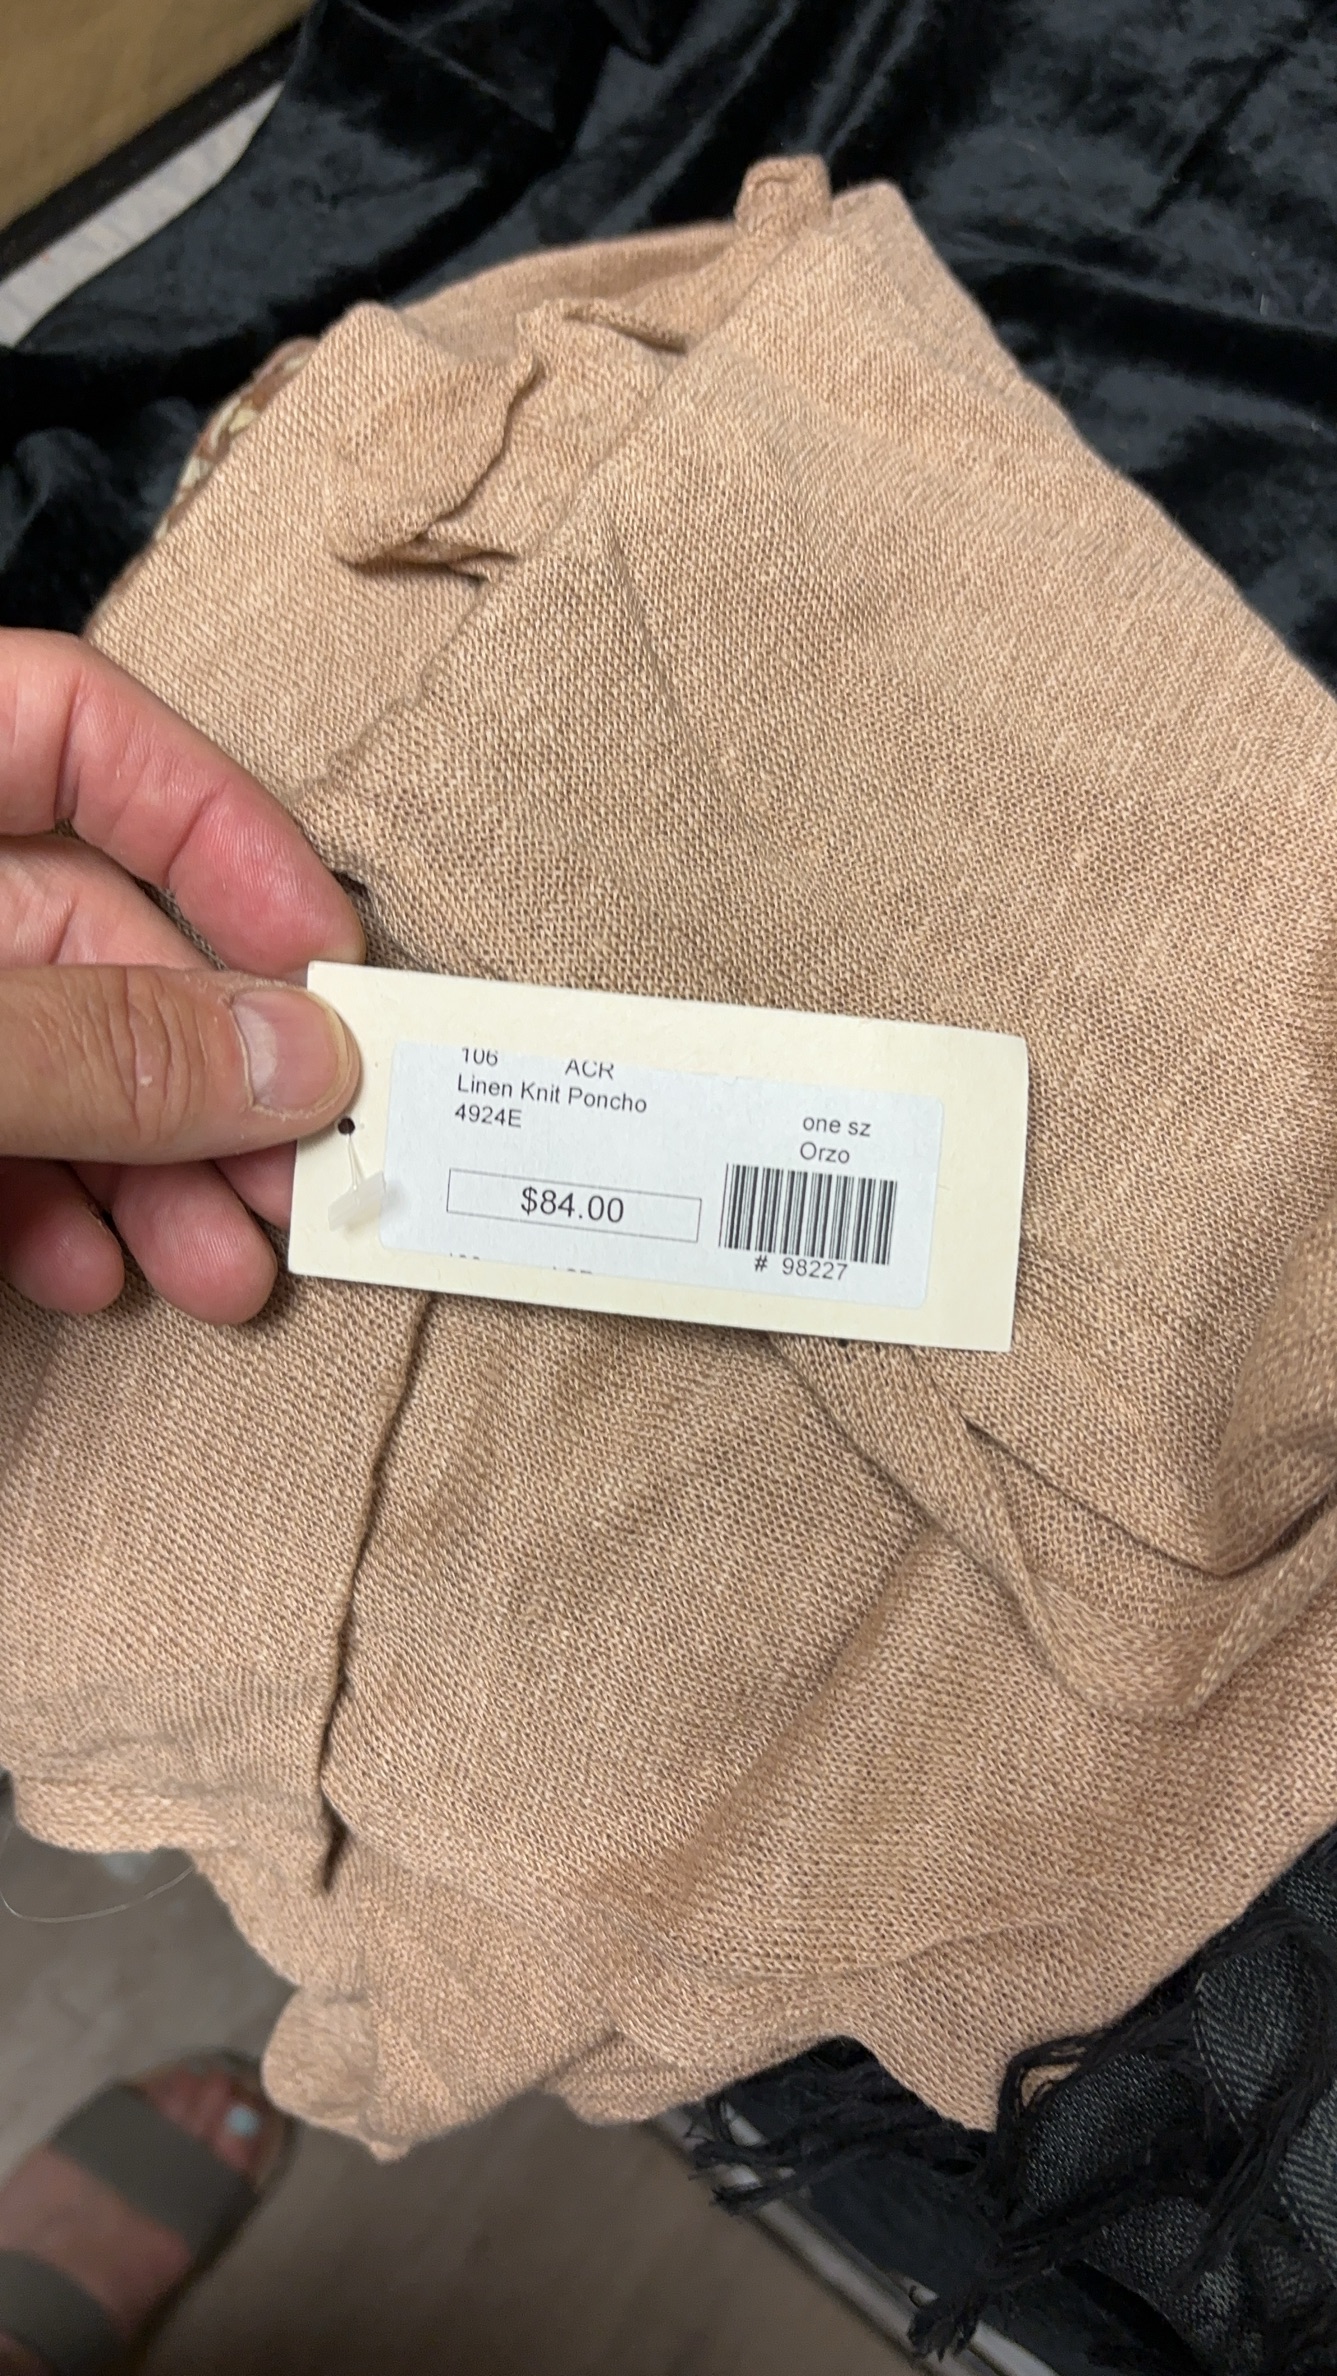 106 ACR
Linen Knit Poncho
4924E
one sz
Orzo
$84.00
# 98227